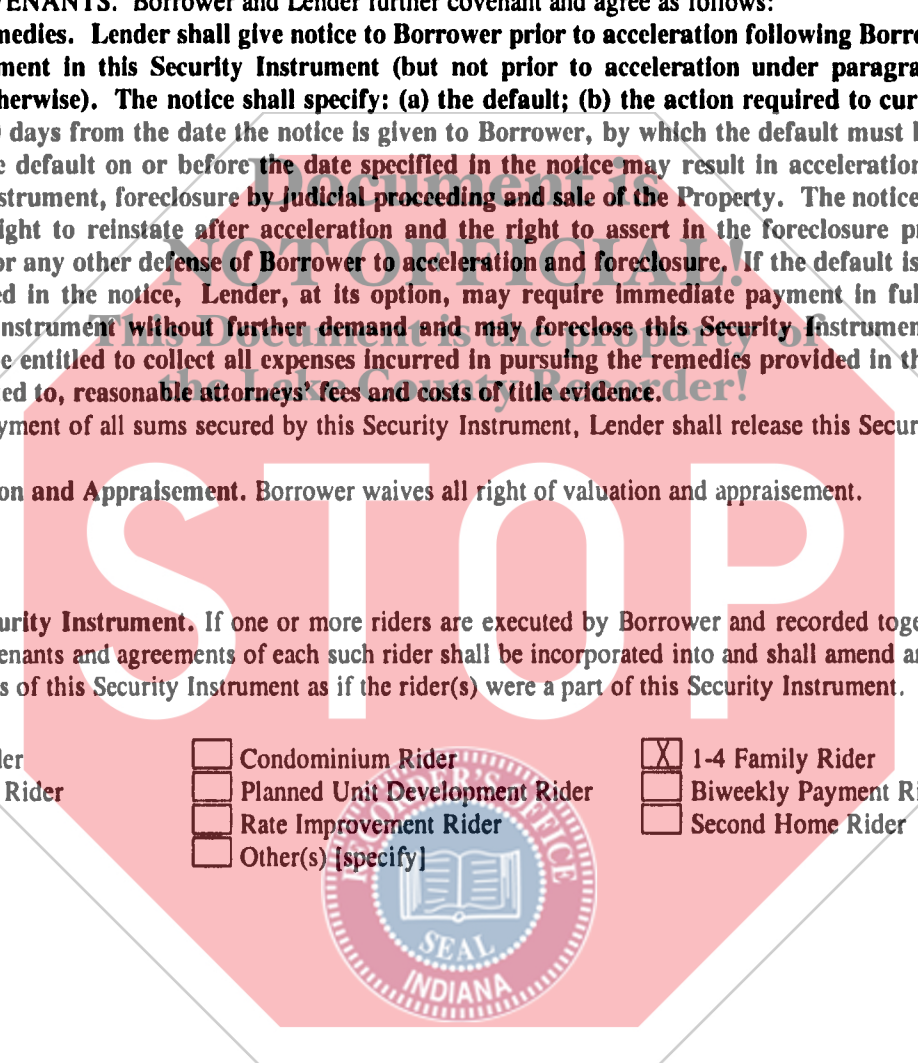 VENANTS. Borrower and Lender further covenant and agree as follows:
medies. Lender shall give notice to Borrower prior to acceleration following Borro
ment in this Security Instrument (but not prior to acceleration under paragra
herwise). The notice shall specify: (a) the default; (b) the action required to cur
days from the date the notice is given to Borrower, by which the default must
e default on or before the date specified in the notice may result in acceleration
strument, foreclosure by judicial proceeding and sale of the Property. The notice
ight to reinstate after acceleration and the right to assert in the foreclosure pr
or any other defense of Borrower to acceleration and foreclosure. If the default is
ed in the notice, Lender, at its option, may require immediate payment in ful
nstrument without further demand and may foreclose this Security Instrumen
e entitled to collect all expenses incurred in pursuing the remedies provided in th
ed to, reasonable attorneys' fees and costs of title evidence.
yment of all sums secured by this Security Instrument, Lender shall release this Secur
on and Appraisement. Borrower waives all right of valuation and appraisement.
urity Instrument. If one or more riders are executed by Borrower and recorded toge
enants and agreements of each such rider shall be incorporated into and shall amend a
s of this Security Instrument as if the rider(s) were a part of this Security Instrument.
der Condominium Rider X 1-4 Family Rider
Rider Planned Unit Development Rider Biweekly Payment Ri
Rate Improvement Rider Second Home Rider
Other(s) [specify]
Document is
NOT OFFICIAL!
This Document is the property of
the Lake County Recorder!
STOP
RECORDER'S OFFICE
SEAL
INDIANA